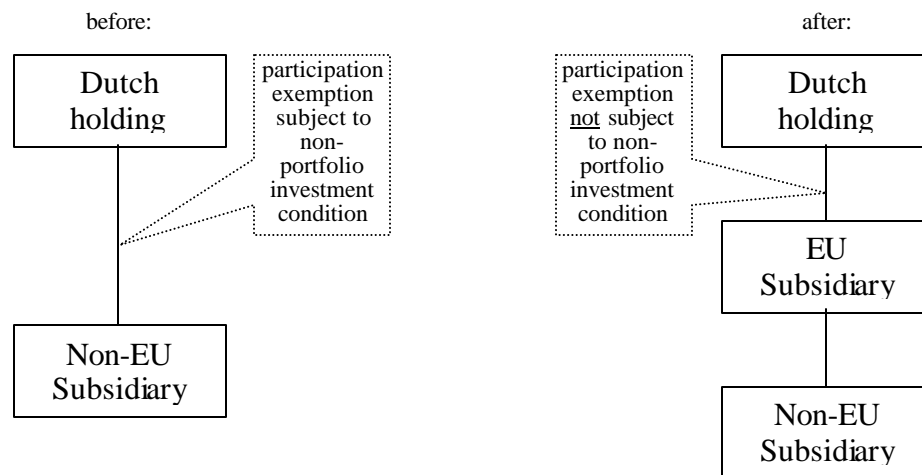 before:
Dutch
holding
participation
exemption
subject to
non-
portfolio
investment
condition
Non-EU
Subsidiary
after:
participation
exemption
not subject
to non-
portfolio
investment
condition
Dutch
holding
EU
Subsidiary
Non-EU
Subsidiary